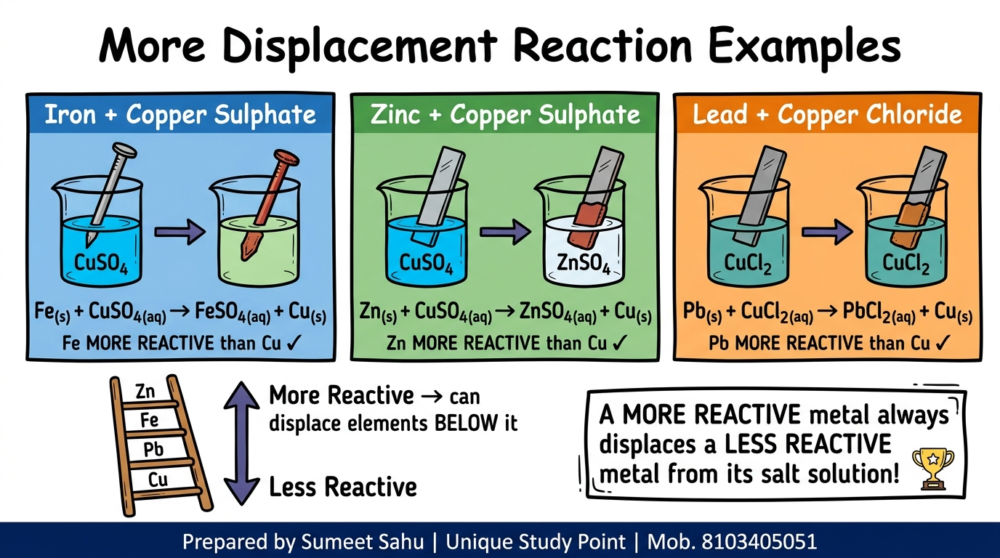 More Displacement Reaction Examples
Iron + Copper Sulphate
CuSO₄
Fe(s) + CuSO₄(aq) → FeSO₄(aq) + Cu(s)
Fe MORE REACTIVE than Cu ✓
Zinc + Copper Sulphate
CuSO₄
ZnSO₄
Zn(s) + CuSO₄(aq) → ZnSO₄(aq) + Cu(s)
Zn MORE REACTIVE than Cu ✓
Lead + Copper Chloride
CuCl₂
CuCl₂
Pb(s) + CuCl₂(aq) → PbCl₂(aq) + Cu(s)
Pb MORE REACTIVE than Cu ✓
Zn
Fe
Pb
Cu
More Reactive → can
displace elements BELOW it
Less Reactive
A MORE REACTIVE metal always
displaces a LESS REACTIVE
metal from its salt solution!
Prepared by Sumeet Sahu | Unique Study Point | Mob. 8103405051